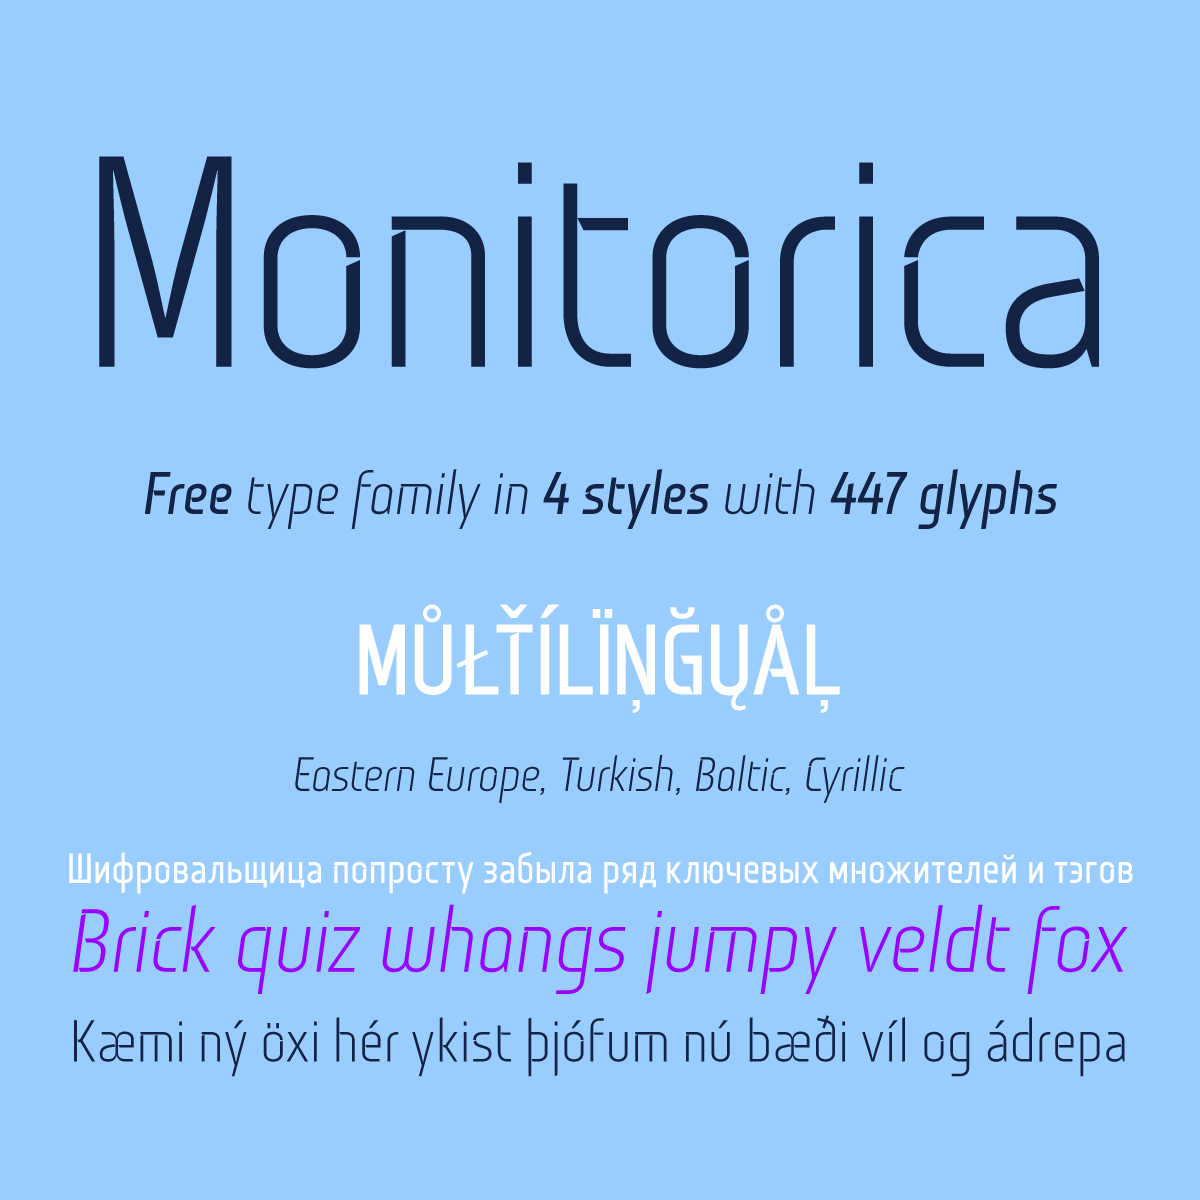 Monitorica
Free type family in 4 styles with 447 glyphs
MŮŁŤÍLÏŅĞŲÅĻ
Eastern Europe, Turkish, Baltic, Cyrillic
Шифровальщица попросту забыла ряд ключевых множителей и тэгов
Brick quiz whangs jumpy veldt fox
Kæmi ný öxi hér ykist þjófum nú bæði víl og ádrepa